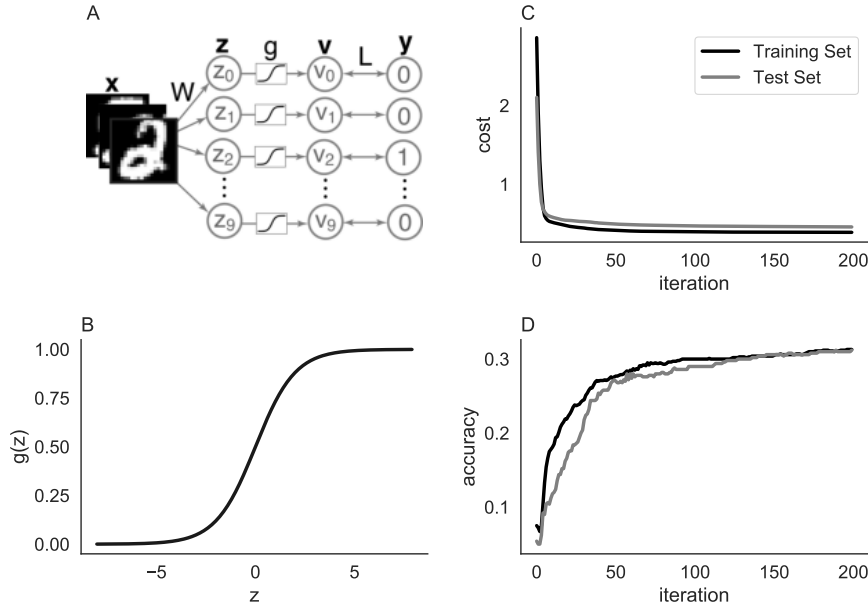 A
x
W
z g v L y
z0 v0 0
z1 v1 0
z2 v2 1
z9 v9 0
B
g(z)
1.00
0.75
0.50
0.25
0.00
−5 0 5
z
C
Training Set
Test Set
cost
2
1
0 50 100 150 200
iteration
D
accuracy
0.3
0.2
0.1
0 50 100 150 200
iteration